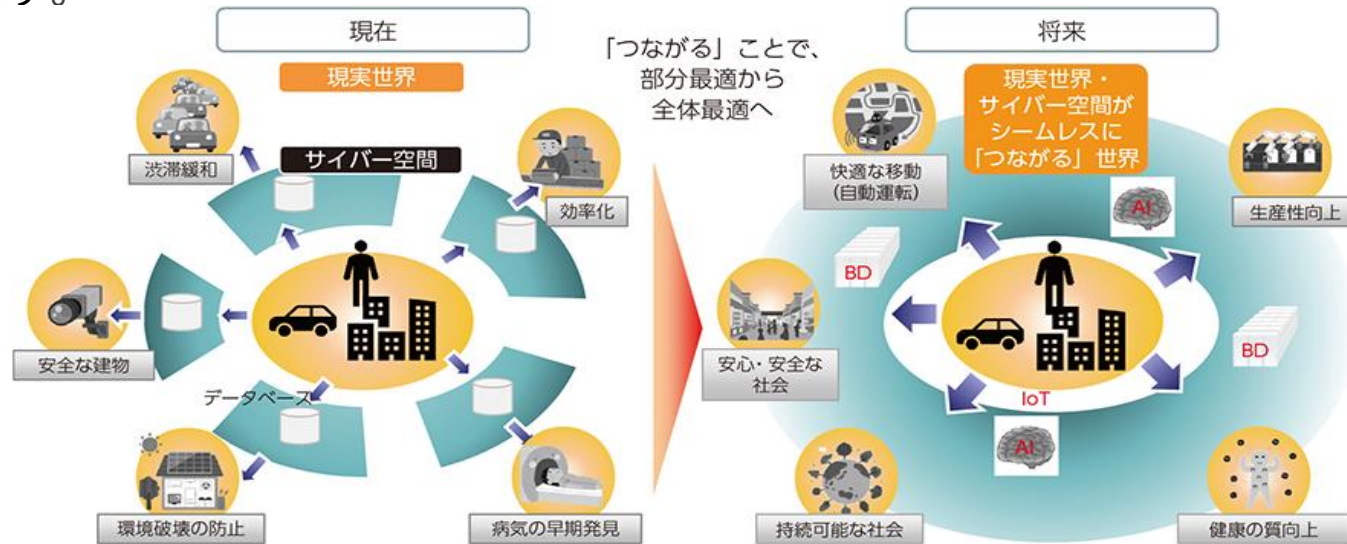 す。
現在
現実世界
サイバー空間
渋滞緩和
効率化
安全な建物
データベース
環境破壊の防止
病気の早期発見
「つながる」ことで、
部分最適から
全体最適へ
将来
現実世界・
サイバー空間が
シームレスに
「つながる」世界
快適な移動
(自動運転)
AI
生産性向上
BD
BD
安心・安全な
社会
IoT
AI
持続可能な社会
健康の質向上